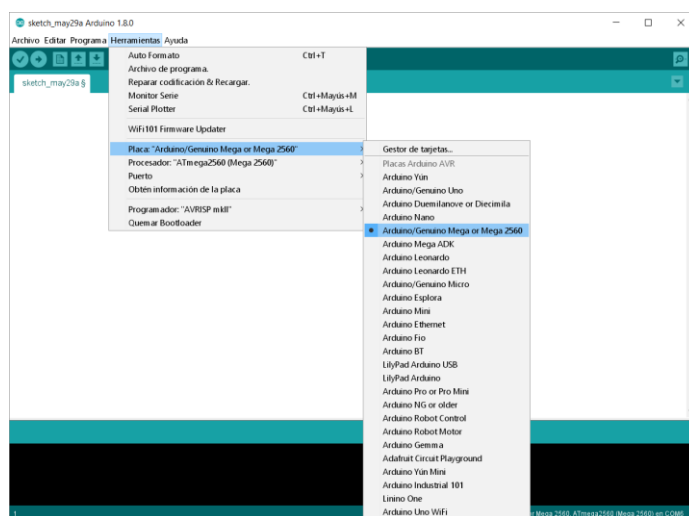 sketch_may29a Arduino 1.8.0
Archivo Editar Programa Herramientas Ayuda
sketch_may29a §
Auto Formato Ctrl+T
Archivo de programa.
Reparar codificación & Recargar.
Monitor Serie Ctrl+Mayús+M
Serial Plotter Ctrl+Mayús+L
WiFi101 Firmware Updater
Placa: "Arduino/Genuino Mega or Mega 2560"
Procesador: "ATmega2560 (Mega 2560)"
Puerto
Obtén información de la placa
Programador: "AVRISP mkII"
Quemar Bootloader
Gestor de tarjetas...
Placas Arduino AVR
Arduino Yún
Arduino/Genuino Uno
Arduino Duemilanove or Diecimila
Arduino Nano
Arduino/Genuino Mega or Mega 2560
Arduino Mega ADK
Arduino Leonardo
Arduino Leonardo ETH
Arduino/Genuino Micro
Arduino Esplora
Arduino Mini
Arduino Ethernet
Arduino Fio
Arduino BT
LilyPad Arduino USB
LilyPad Arduino
Arduino Pro or Pro Mini
Arduino NG or older
Arduino Robot Control
Arduino Robot Motor
Arduino Gemma
Adafruit Circuit Playground
Arduino Yún Mini
Arduino Industrial 101
Linino One
Arduino Uno WiFi
1 or Mega 2560, ATmega2560 (Mega 2560) en COM6